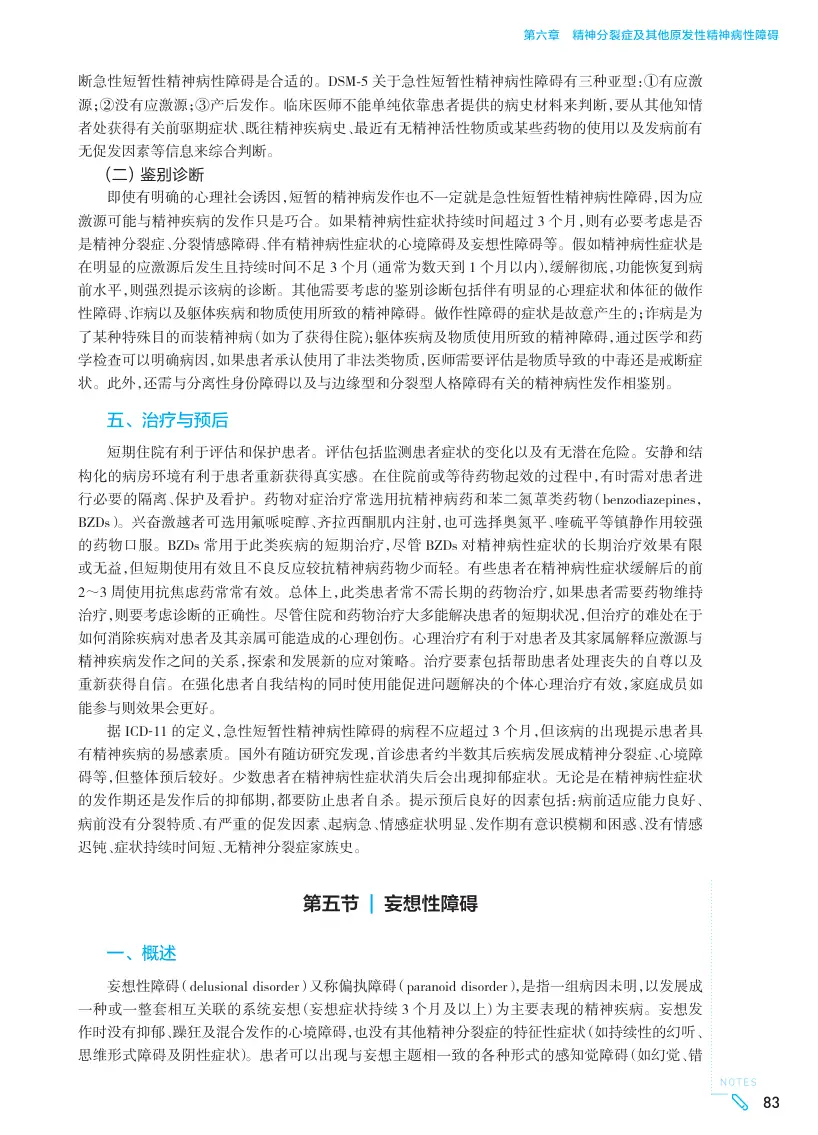 第六章 精神分裂症及其他原发性精神病性障碍
断急性短暂性精神病性障碍是合适的。DSM-5 关于急性短暂性精神病性障碍有三种亚型：①有应激
源；②没有应激源；③产后发作。临床医师不能单纯依靠患者提供的病史材料来判断，要从其他知情
者处获得有关前驱期症状、既往精神疾病史、最近有无精神活性物质或某些药物的使用以及发病前有
无促发因素等信息来综合判断。
（二）鉴别诊断
即使有明确的心理社会诱因，短暂的精神病发作也不一定就是急性短暂性精神病性障碍，因为应
激源可能与精神疾病的发作只是巧合。如果精神病性症状持续时间超过 3 个月，则有必要考虑是否
是精神分裂症、分裂情感障碍、伴有精神病性症状的心境障碍及妄想性障碍等。假如精神病性症状是
在明显的应激源后发生且持续时间不足 3 个月（通常为数天到 1 个月以内），缓解彻底，功能恢复到病
前水平，则强烈提示该病的诊断。其他需要考虑的鉴别诊断包括伴有明显的心理症状和体征的做作
性障碍、诈病以及躯体疾病和物质使用所致的精神障碍。做作性障碍的症状是故意产生的；诈病是为
了某种特殊目的而装精神病（如为了获得住院）；躯体疾病及物质使用所致的精神障碍，通过医学和药
学检查可以明确病因，如果患者承认使用了非法类物质，医师需要评估是物质导致的中毒还是戒断症
状。此外，还需与分离性身份障碍以及与边缘型和分裂型人格障碍有关的精神病性发作相鉴别。
五、治疗与预后
短期住院有利于评估和保护患者。评估包括监测患者症状的变化以及有无潜在危险。安静和结
构化的病房环境有利于患者重新获得真实感。在住院前或等待药物起效的过程中，有时需对患者进
行必要的隔离、保护及看护。药物对症治疗常选用抗精神病药和苯二氮䓬类药物（benzodiazepines，
BZDs）。兴奋激越者可选用氟哌啶醇、齐拉西酮肌内注射，也可选择奥氮平、喹硫平等镇静作用较强
的药物口服。BZDs 常用于此类疾病的短期治疗，尽管 BZDs 对精神病性症状的长期治疗效果有限
或无益，但短期使用有效且不良反应较抗精神病药物少而轻。有些患者在精神病性症状缓解后的前
2～3 周使用抗焦虑药常常有效。总体上，此类患者常不需长期的药物治疗，如果患者需要药物维持
治疗，则要考虑诊断的正确性。尽管住院和药物治疗大多能解决患者的短期状况，但治疗的难处在于
如何消除疾病对患者及其亲属可能造成的心理创伤。心理治疗有利于对患者及其家属解释应激源与
精神疾病发作之间的关系，探索和发展新的应对策略。治疗要素包括帮助患者处理丧失的自尊以及
重新获得自信。在强化患者自我结构的同时使用能促进问题解决的个体心理治疗有效，家庭成员如
能参与则效果会更好。
据 ICD-11 的定义，急性短暂性精神病性障碍的病程不应超过 3 个月，但该病的出现提示患者具
有精神疾病的易感素质。国外有随访研究发现，首诊患者约半数其后疾病发展成精神分裂症、心境障
碍等，但整体预后较好。少数患者在精神病性症状消失后会出现抑郁症状。无论是在精神病性症状
的发作期还是发作后的抑郁期，都要防止患者自杀。提示预后良好的因素包括：病前适应能力良好、
病前没有分裂特质、有严重的促发因素、起病急、情感症状明显、发作期有意识模糊和困惑、没有情感
迟钝、症状持续时间短、无精神分裂症家族史。
第五节 | 妄想性障碍
一、概述
妄想性障碍（delusional disorder）又称偏执障碍（paranoid disorder），是指一组病因未明，以发展成
一种或一整套相互关联的系统妄想（妄想症状持续 3 个月及以上）为主要表现的精神疾病。妄想发
作时没有抑郁、躁狂及混合发作的心境障碍，也没有其他精神分裂症的特征性症状（如持续性的幻听、
思维形式障碍及阴性症状）。患者可以出现与妄想主题相一致的各种形式的感知觉障碍（如幻觉、错
NOTES
83